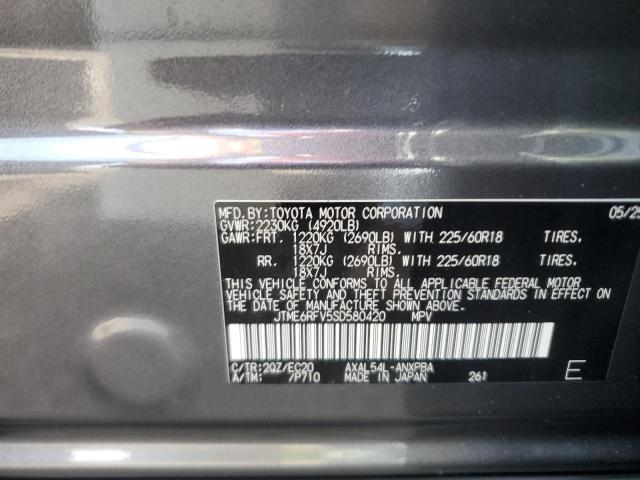 MFD.BY:TOYOTA MOTOR CORPORATION 05/25
GVWR:2230KG (4920LB)
GAWR:FRT. 1220KG (2690LB) WITH 225/60R18 TIRES.
18X7J RIMS.
RR. 1220KG (2690LB) WITH 225/60R18 TIRES.
18X7J RIMS.
THIS VEHICLE CONFORMS TO ALL APPLICABLE FEDERAL MOTOR
VEHICLE SAFETY AND THEFT PREVENTION STANDARDS IN EFFECT ON
THE DATE OF MANUFACTURE SHOWN ABOVE.
JTME6RFV5SD580420 MPV
C/TR:2QZ/EC20 AXAL54L-ANXPBA
A/TM: /P710 MADE IN JAPAN 261 E